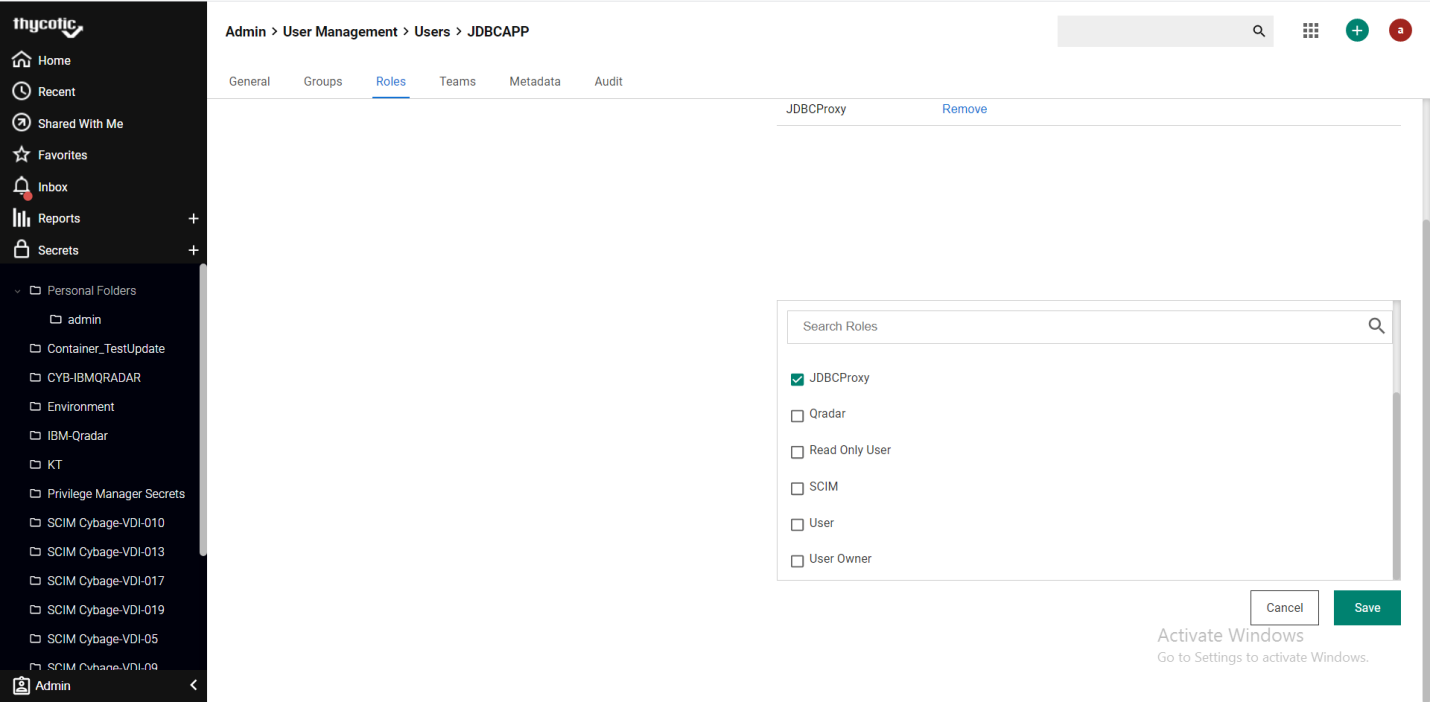 thycotic
Home
Recent
Shared With Me
Favorites
Inbox
Reports
Secrets
Personal Folders
admin
Container_TestUpdate
CYB-IBMQRADAR
Environment
IBM-Qradar
KT
Privilege Manager Secrets
SCIM Cybage-VDI-010
SCIM Cybage-VDI-013
SCIM Cybage-VDI-017
SCIM Cybage-VDI-019
SCIM Cybage-VDI-05
SCIM Cybage-VDI-09
Admin
Admin > User Management > Users > JDBCAPP
a
General Groups Roles Teams Metadata Audit
JDBCProxy Remove
Search Roles
JDBCProxy
Qradar
Read Only User
SCIM
User
User Owner
Cancel Save
Activate Windows
Go to Settings to activate Windows.